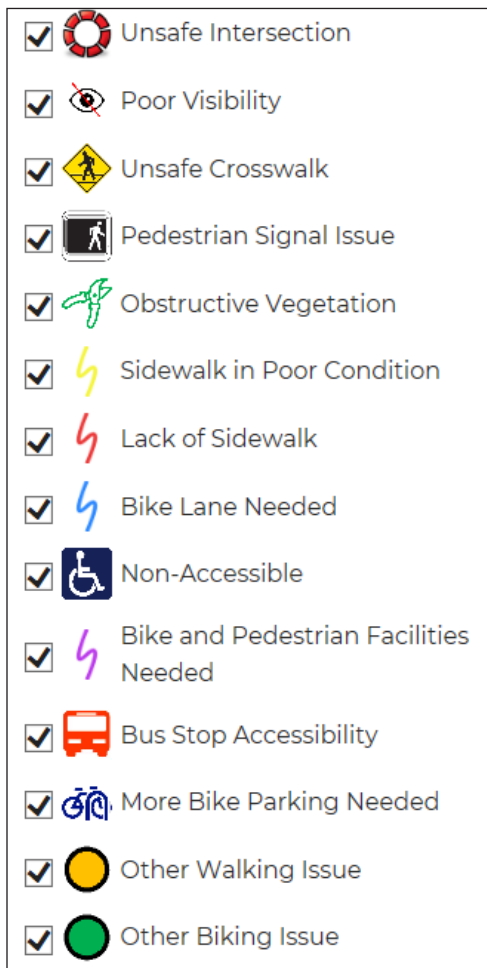 Unsafe Intersection
Poor Visibility
Unsafe Crosswalk
Pedestrian Signal Issue
Obstructive Vegetation
Sidewalk in Poor Condition
Lack of Sidewalk
Bike Lane Needed
Non-Accessible
Bike and Pedestrian Facilities
Needed
Bus Stop Accessibility
More Bike Parking Needed
Other Walking Issue
Other Biking Issue